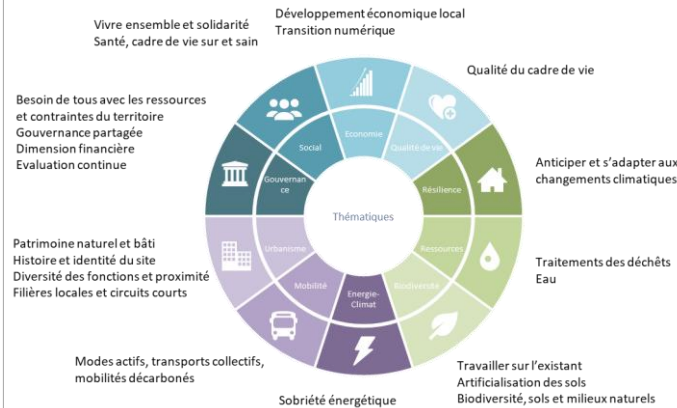 Vivre ensemble et solidarité
Santé, cadre de vie sur et sain
Développement économique local
Transition numérique
Qualité du cadre de vie
Besoin de tous avec les ressources
et contraintes du territoire
Gouvernance partagée
Dimension financière
Evaluation continue
Anticiper et s'adapter aux
changements climatiques
Patrimoine naturel et bâti
Histoire et identité du site
Diversité des fonctions et proximité
Filières locales et circuits courts
Traitements des déchêts
Eau
Modes actifs, transports collectifs,
mobilités décarbonés
Sobriété énergétique
Travailler sur l'existant
Artificialisation des sols
Biodiversité, sols et milieux naturels
Thématiques
Economie
Qualité de vie
Résilience
Ressources
Biodiversité
Energie-
Climat
Mobilité
Urbanisme
Gouvernan
ce
Social